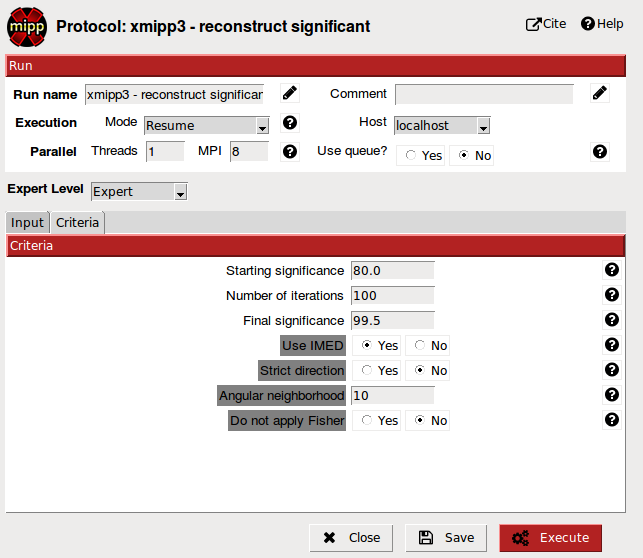 mipp Protocol: xmipp3 - reconstruct significant Cite Help
Run
Run name xmipp3 - reconstruct significar Comment
Execution Mode Resume Host localhost
Parallel Threads 1 MPI 8 Use queue? Yes No
Expert Level Expert
Input Criteria
Criteria
Starting significance 80.0
Number of iterations 100
Final significance 99.5
Use IMED Yes No
Strict direction Yes No
Angular neighborhood 10
Do not apply Fisher Yes No
Close Save Execute